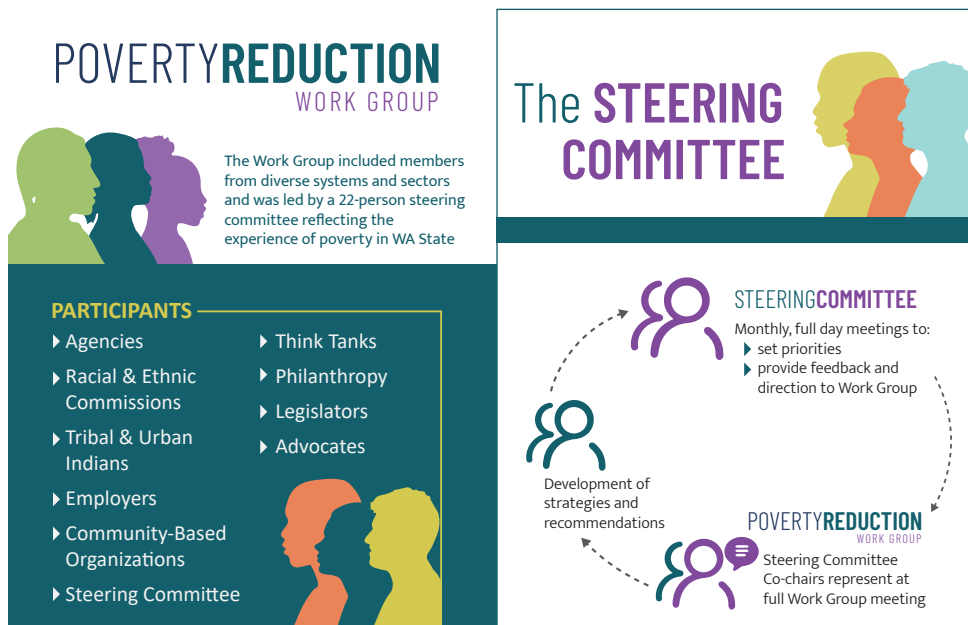 POVERTYREDUCTION
WORK GROUP
The Work Group included members
from diverse systems and sectors
and was led by a 22-person steering
committee reflecting the
experience of poverty in WA State
PARTICIPANTS
Agencies
Racial & Ethnic
Commissions
Tribal & Urban
Indians
Employers
Community-Based
Organizations
Steering Committee
Think Tanks
Philanthropy
Legislators
Advocates
The STEERING
COMMITTEE
STEERINGCOMMITTEE
Monthly, full day meetings to:
set priorities
provide feedback and
direction to Work Group
POVERTYREDUCTION
WORK GROUP
Steering Committee
Co-chairs represent at
full Work Group meeting
Development of
strategies and
recommendations